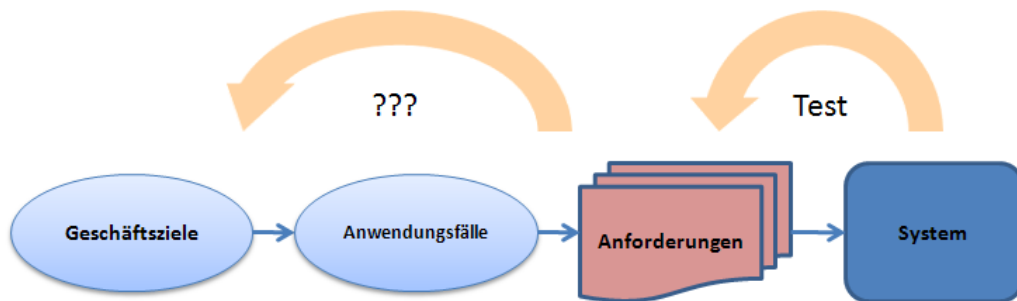 ???
Test
Geschäftsziele
Anwendungsfälle
Anforderungen
System